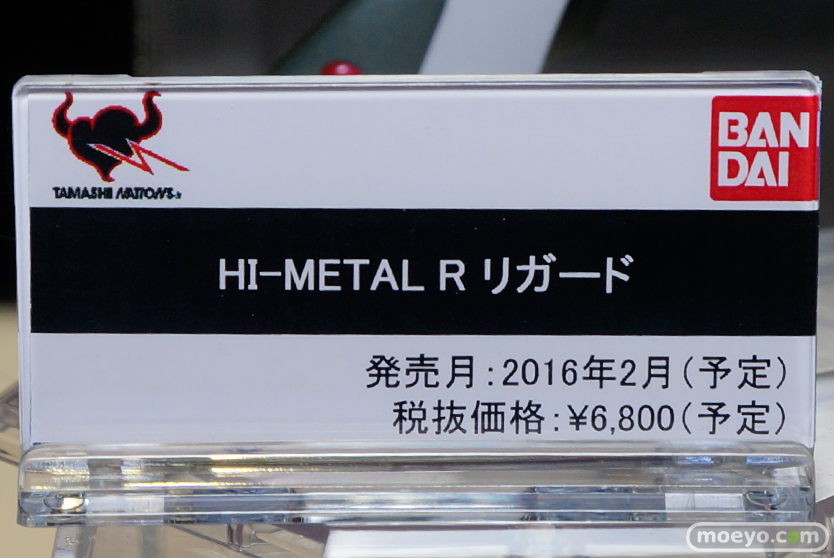 TAMASHII NATIONS
BAN
DAI
HI-METAL R リガード
発売月:2016年2月(予定)
税抜価格:¥6,800(予定)
moeyo.com